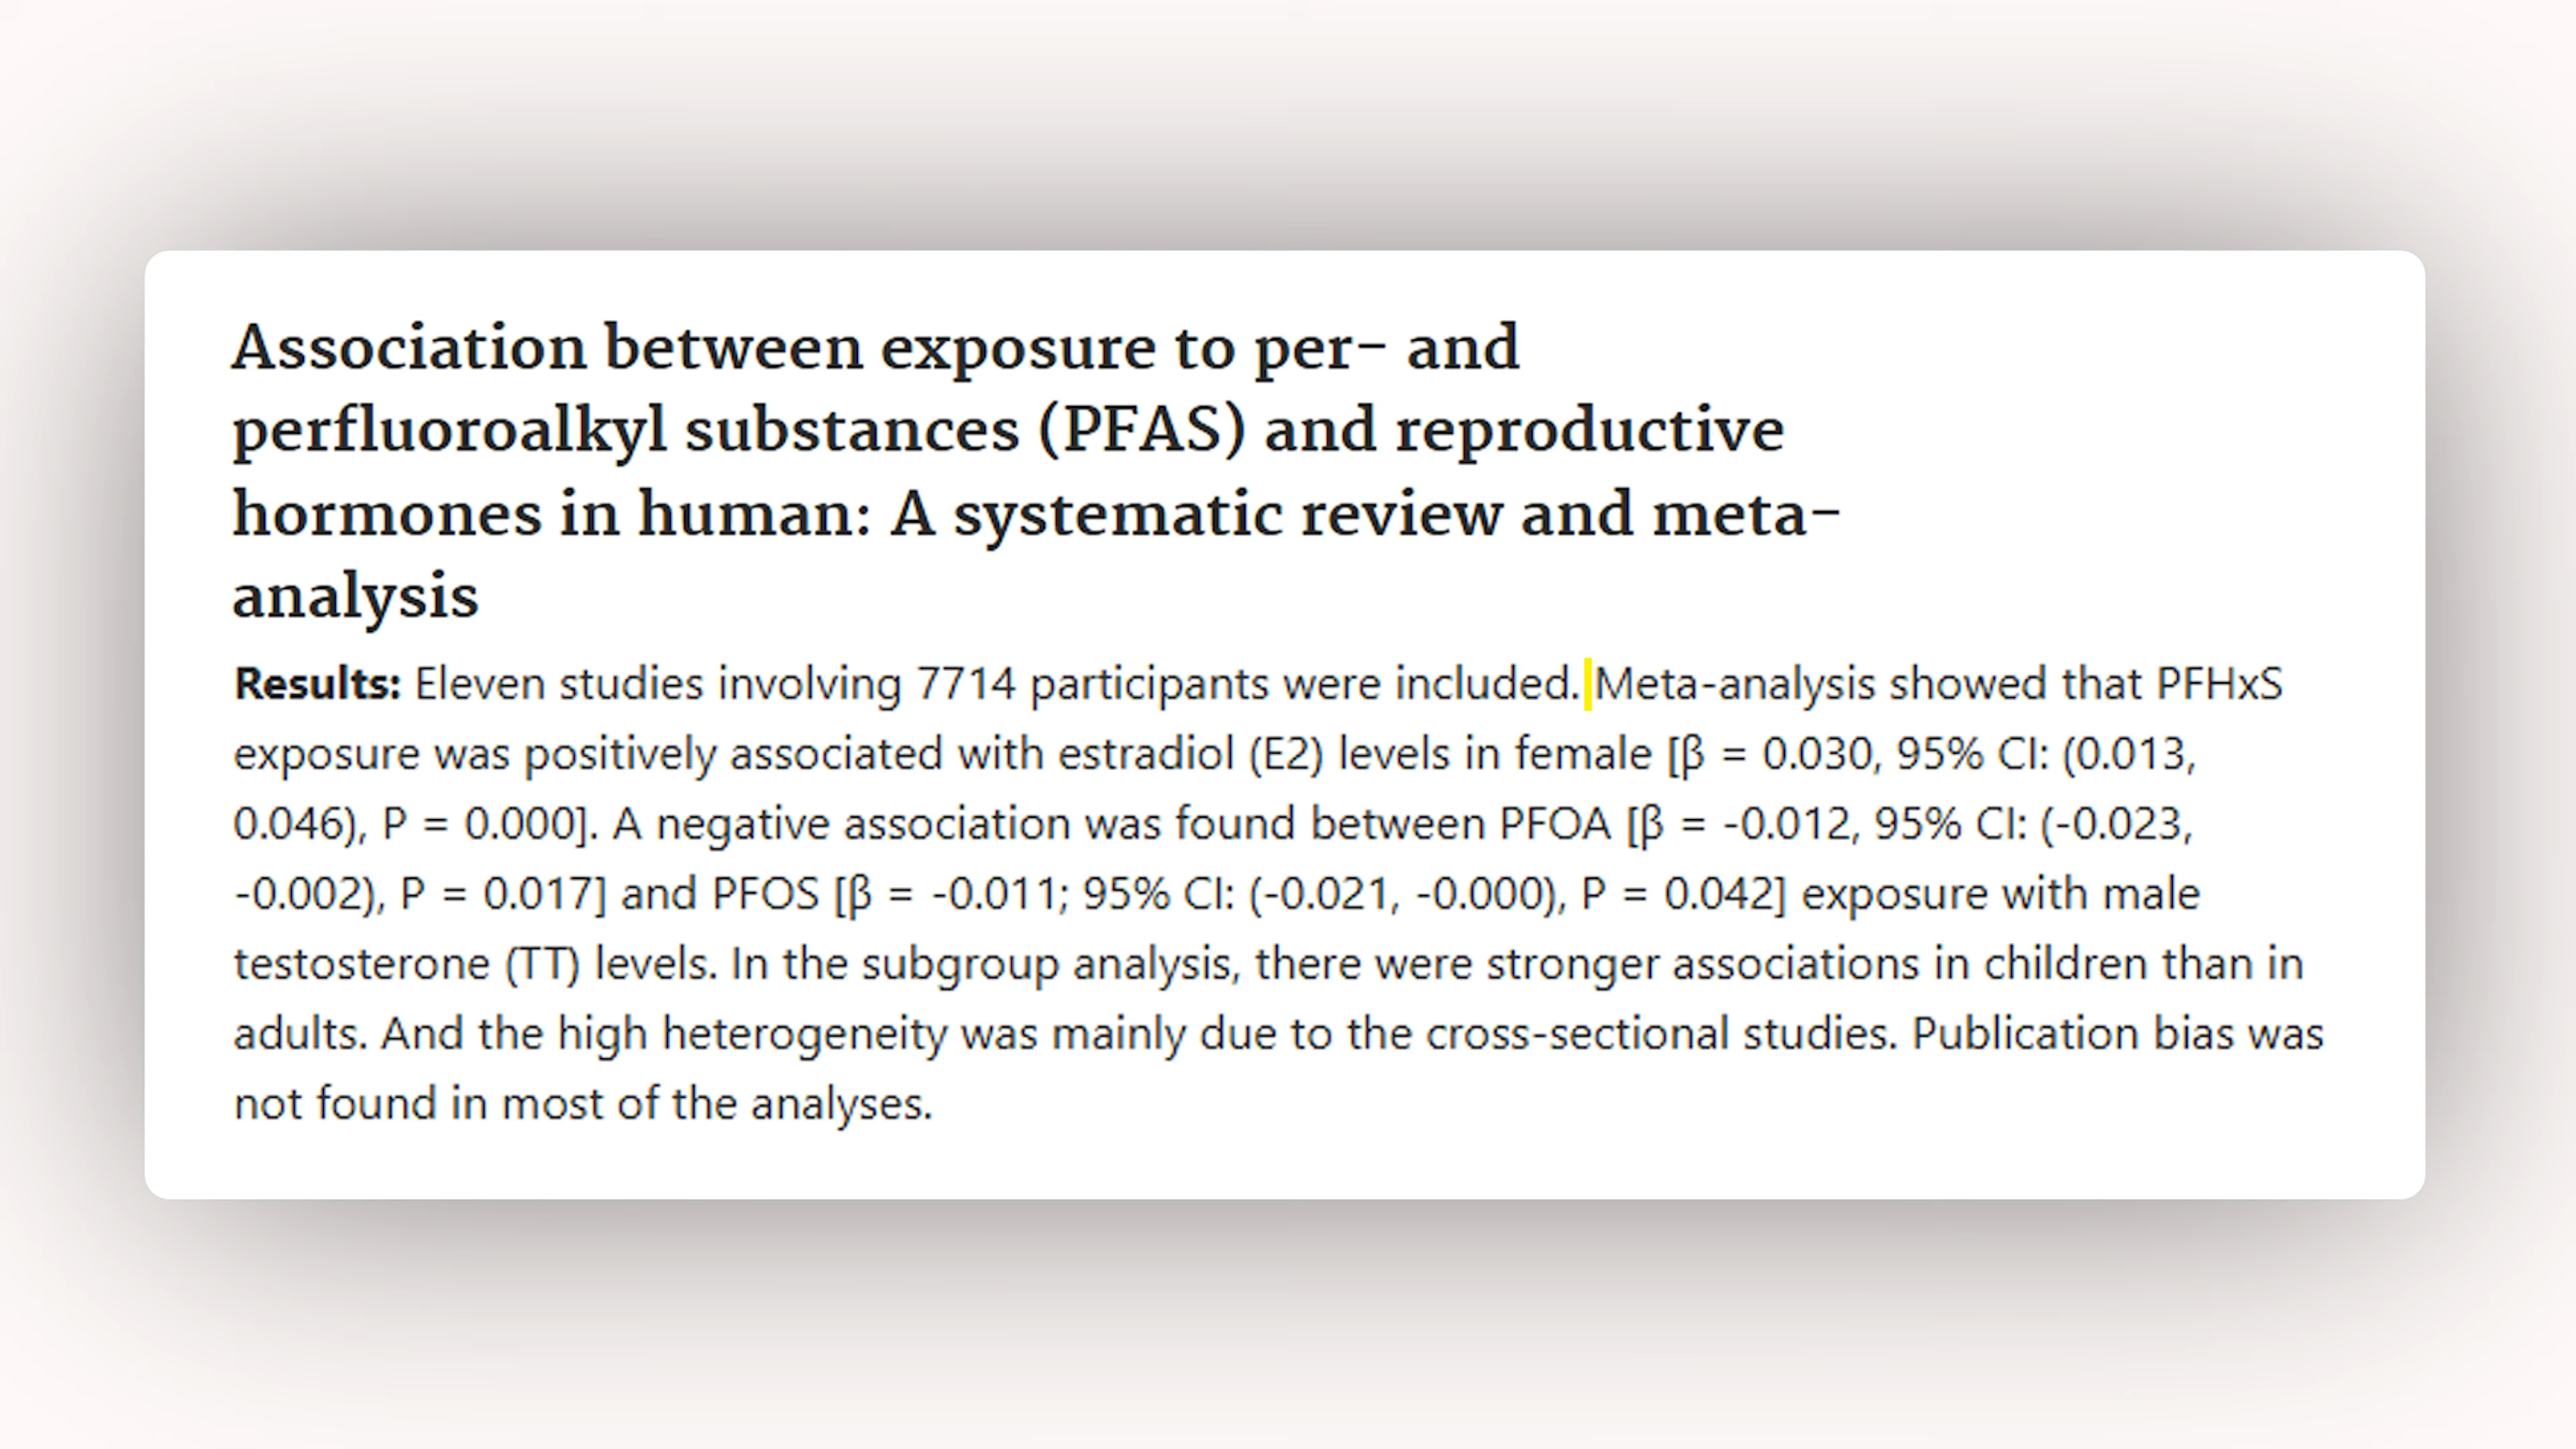 Association between exposure to per- and
perfluoroalkyl substances (PFAS) and reproductive
hormones in human: A systematic review and meta-
analysis
Results: Eleven studies involving 7714 participants were included. Meta-analysis showed that PFHxS
exposure was positively associated with estradiol (E2) levels in female [β = 0.030, 95% CI: (0.013,
0.046), P = 0.000]. A negative association was found between PFOA [β = -0.012, 95% CI: (-0.023,
-0.002), P = 0.017] and PFOS [β = -0.011; 95% CI: (-0.021, -0.000), P = 0.042] exposure with male
testosterone (TT) levels. In the subgroup analysis, there were stronger associations in children than in
adults. And the high heterogeneity was mainly due to the cross-sectional studies. Publication bias was
not found in most of the analyses.